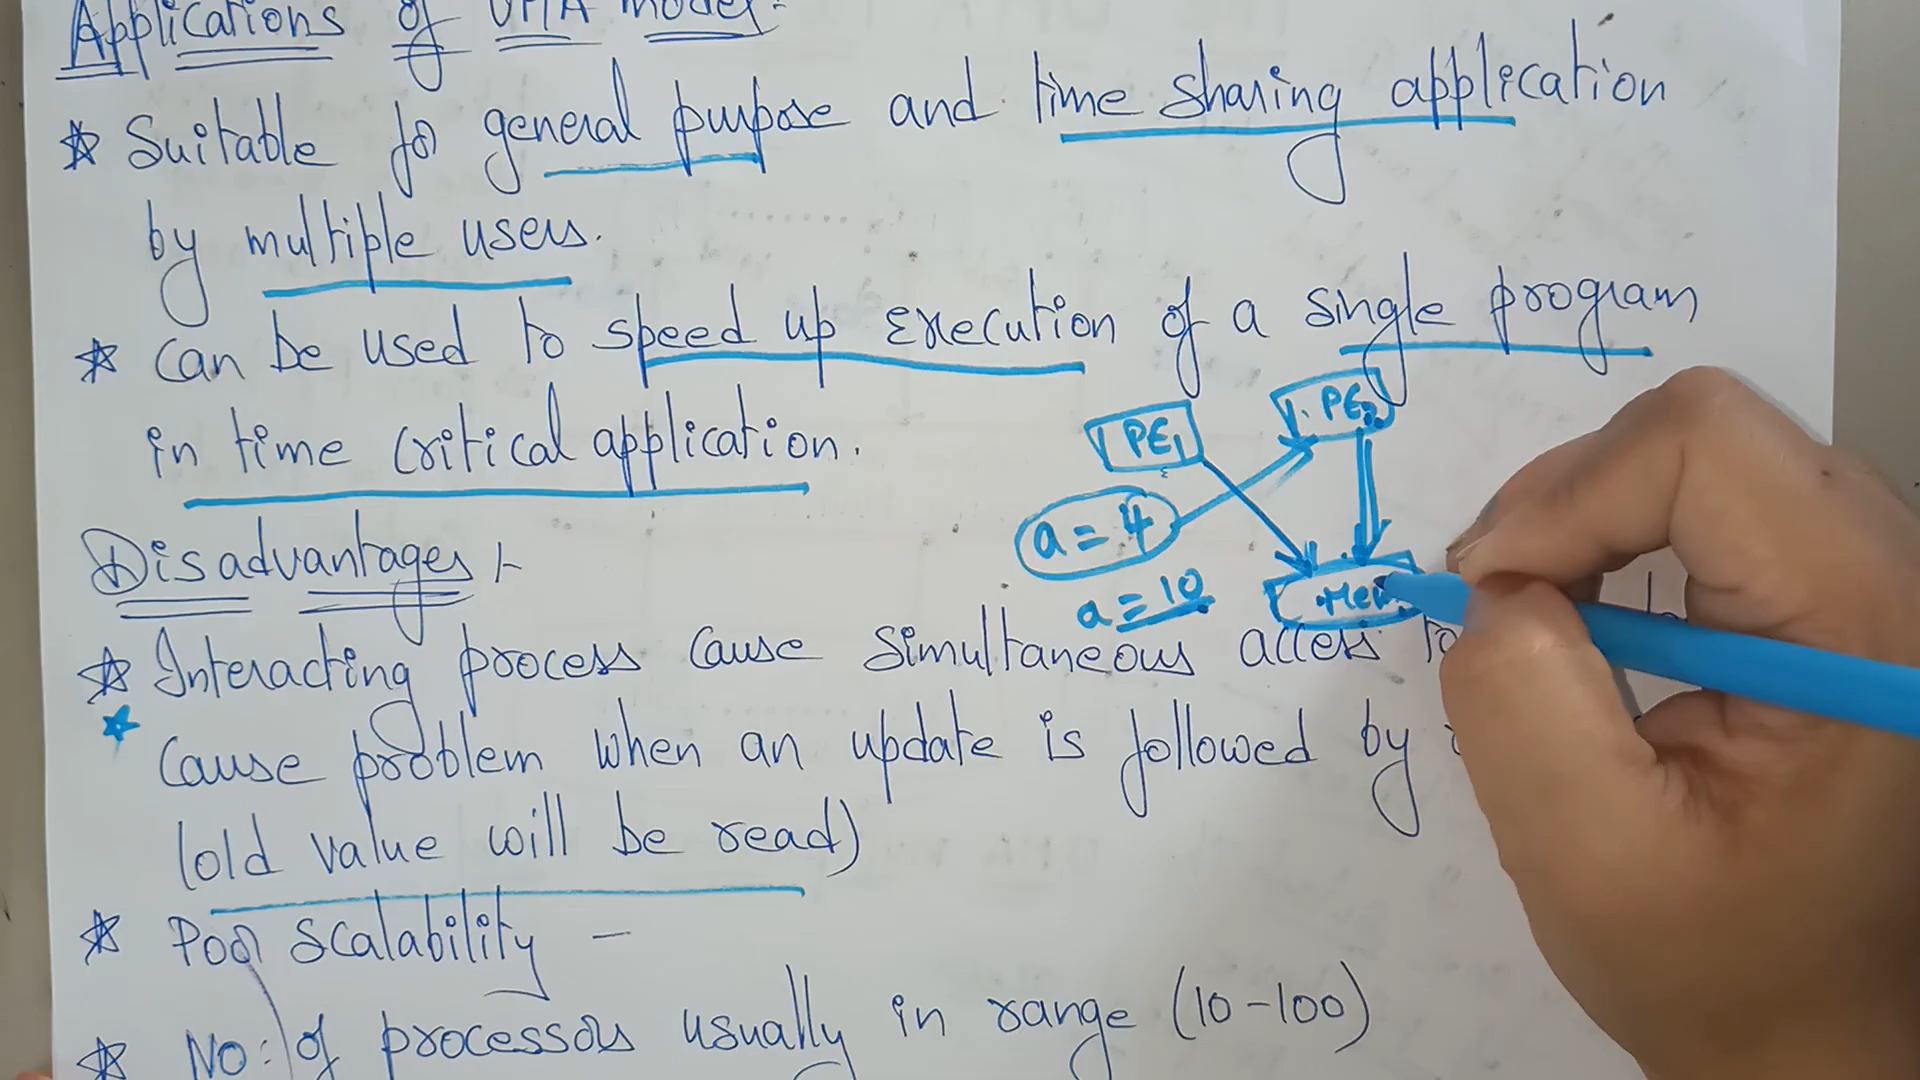 Applications of UMA model:
* Suitable for general purpose and time sharing application
by multiple users.
* Can be used to speed up execution of a single program
in time critical application.
PE1
PE2
a = 4
a = 10
Mem
Disadvantages :-
* Interacting process cause simultaneous access to
cause problem when an update is followed by
(old value will be read)
* Poor scalability -
* No: of processors usually in range (10-100)